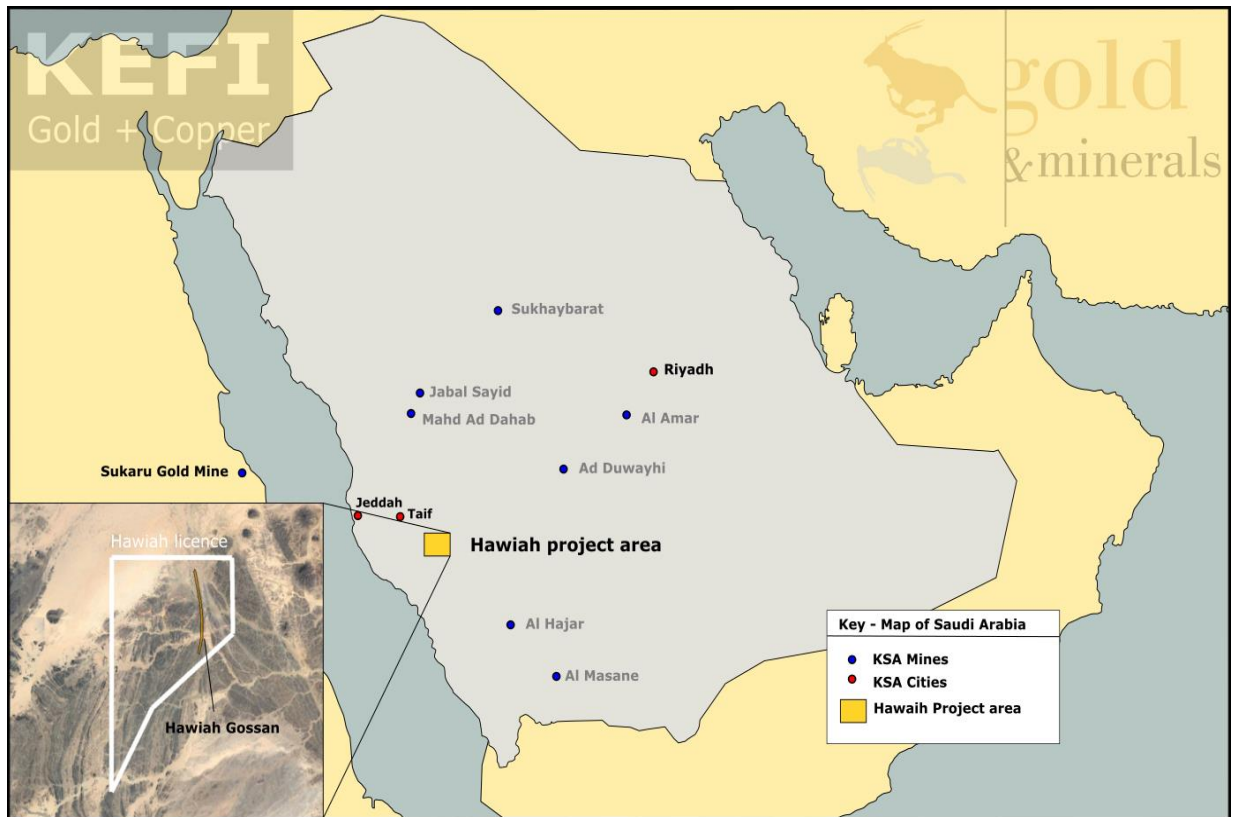 KEFI
Gold + Copper
gold
&minerals
Sukhaybarat
Riyadh
Jabal Sayid
Mahd Ad Dahab
Al Amar
Sukaru Gold Mine
Ad Duwayhi
Jeddah
Taif
Hawiah licence
Hawiah project area
Al Hajar
Al Masane
Hawiah Gossan
Key - Map of Saudi Arabia
KSA Mines
KSA Cities
Hawaih Project area